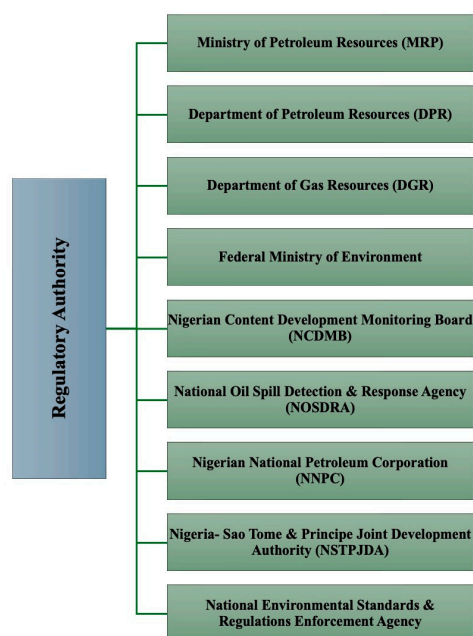 Regulatory Authority
Ministry of Petroleum Resources (MRP)
Department of Petroleum Resources (DPR)
Department of Gas Resources (DGR)
Federal Ministry of Environment
Nigerian Content Development Monitoring Board
(NCDMB)
National Oil Spill Detection & Response Agency
(NOSDRA)
Nigerian National Petroleum Corporation
(NNPC)
Nigeria- Sao Tome & Principe Joint Development
Authority (NSTPJDA)
National Environmental Standards &
Regulations Enforcement Agency